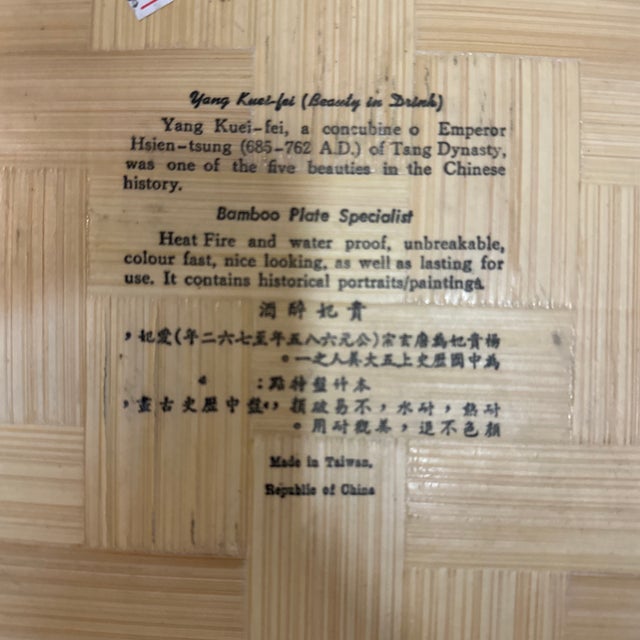 Yang Kuei-fei (Beauty in Drink)
Yang Kuei-fei, a concubine o Emperor
Hsien-tsung (685-762 A.D.) of Tang Dynasty,
was one of the five beauties in the Chinese
history.
Bamboo Plate Specialist
Heat Fire and water proof, unbreakable,
colour fast, nice looking, as well as lasting for
use. It contains historical portraits/paintings.
貴妃醉酒
楊貴妃為唐玄宗(公元六八五年至七六二年)愛妃，
為中國歷史上五大美人之一。
本竹盤特點：
耐熱，耐水，不易破損，盤中歷史古畫，
顏色不退，美觀耐用。
Made in Taiwan,
Republic of China